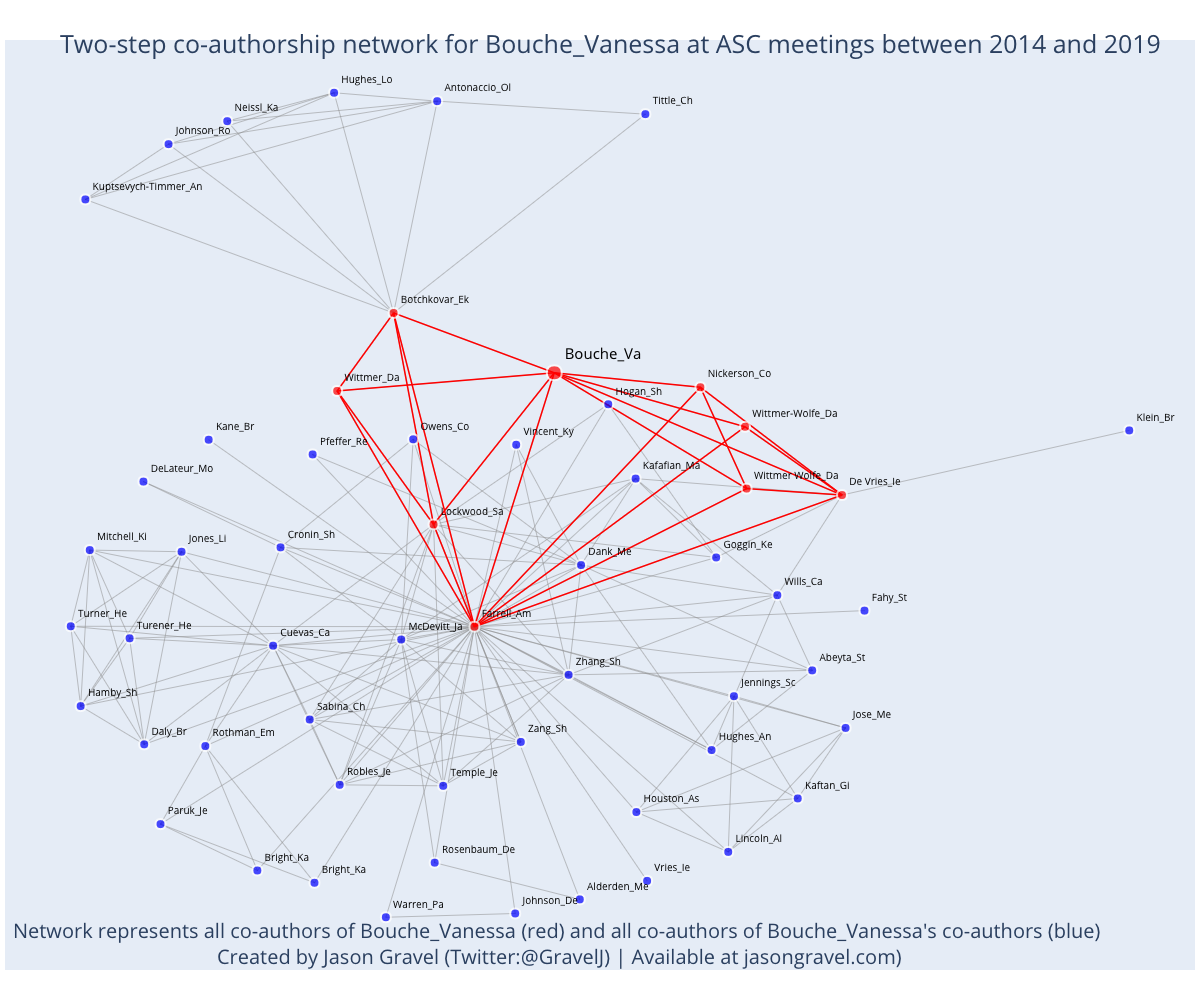 Two-step co-authorship network for Bouche_Vanessa at ASC meetings between 2014 and 2019
Hughes_Lo
Antonaccio_Ol
Tittle_Ch
Neissl_Ka
Johnson_Ro
Kuptsevych-Timmer_An
Botchkovar_Ek
Bouche_Va
Wittmer_Da
Nickerson_Co
Hogan_Sh
Wittmer-Wolfe_Da
Klein_Br
Kane_Br
Owens_Co
Vincent_Ky
Pfeffer_Re
DeLateur_Mo
Kafafian_Ma
Wittmer Wolfe_Da
De Vries_Ie
Lockwood_Sa
Mitchell_Ki
Jones_Li
Cronin_Sh
Dank_Me
Goggin_Ke
Wills_Ca
Fahy_St
Turner_He
Turener_He
Cuevas_Ca
McDevitt_Ja
Farrell_Am
Zhang_Sh
Abeyta_St
Jennings_Sc
Hamby_Sh
Sabina_Ch
Jose_Me
Daly_Br
Rothman_Em
Zang_Sh
Hughes_An
Robles_Je
Temple_Je
Kaftan_Gi
Houston_As
Paruk_Je
Lincoln_Al
Bright_Ka
Bright_Ka
Rosenbaum_De
Vries_Ie
Alderden_Me
Warren_Pa
Johnson_De
Network represents all co-authors of Bouche_Vanessa (red) and all co-authors of Bouche_Vanessa's co-authors (blue)
Created by Jason Gravel (Twitter:@GravelJ) | Available at jasongravel.com)